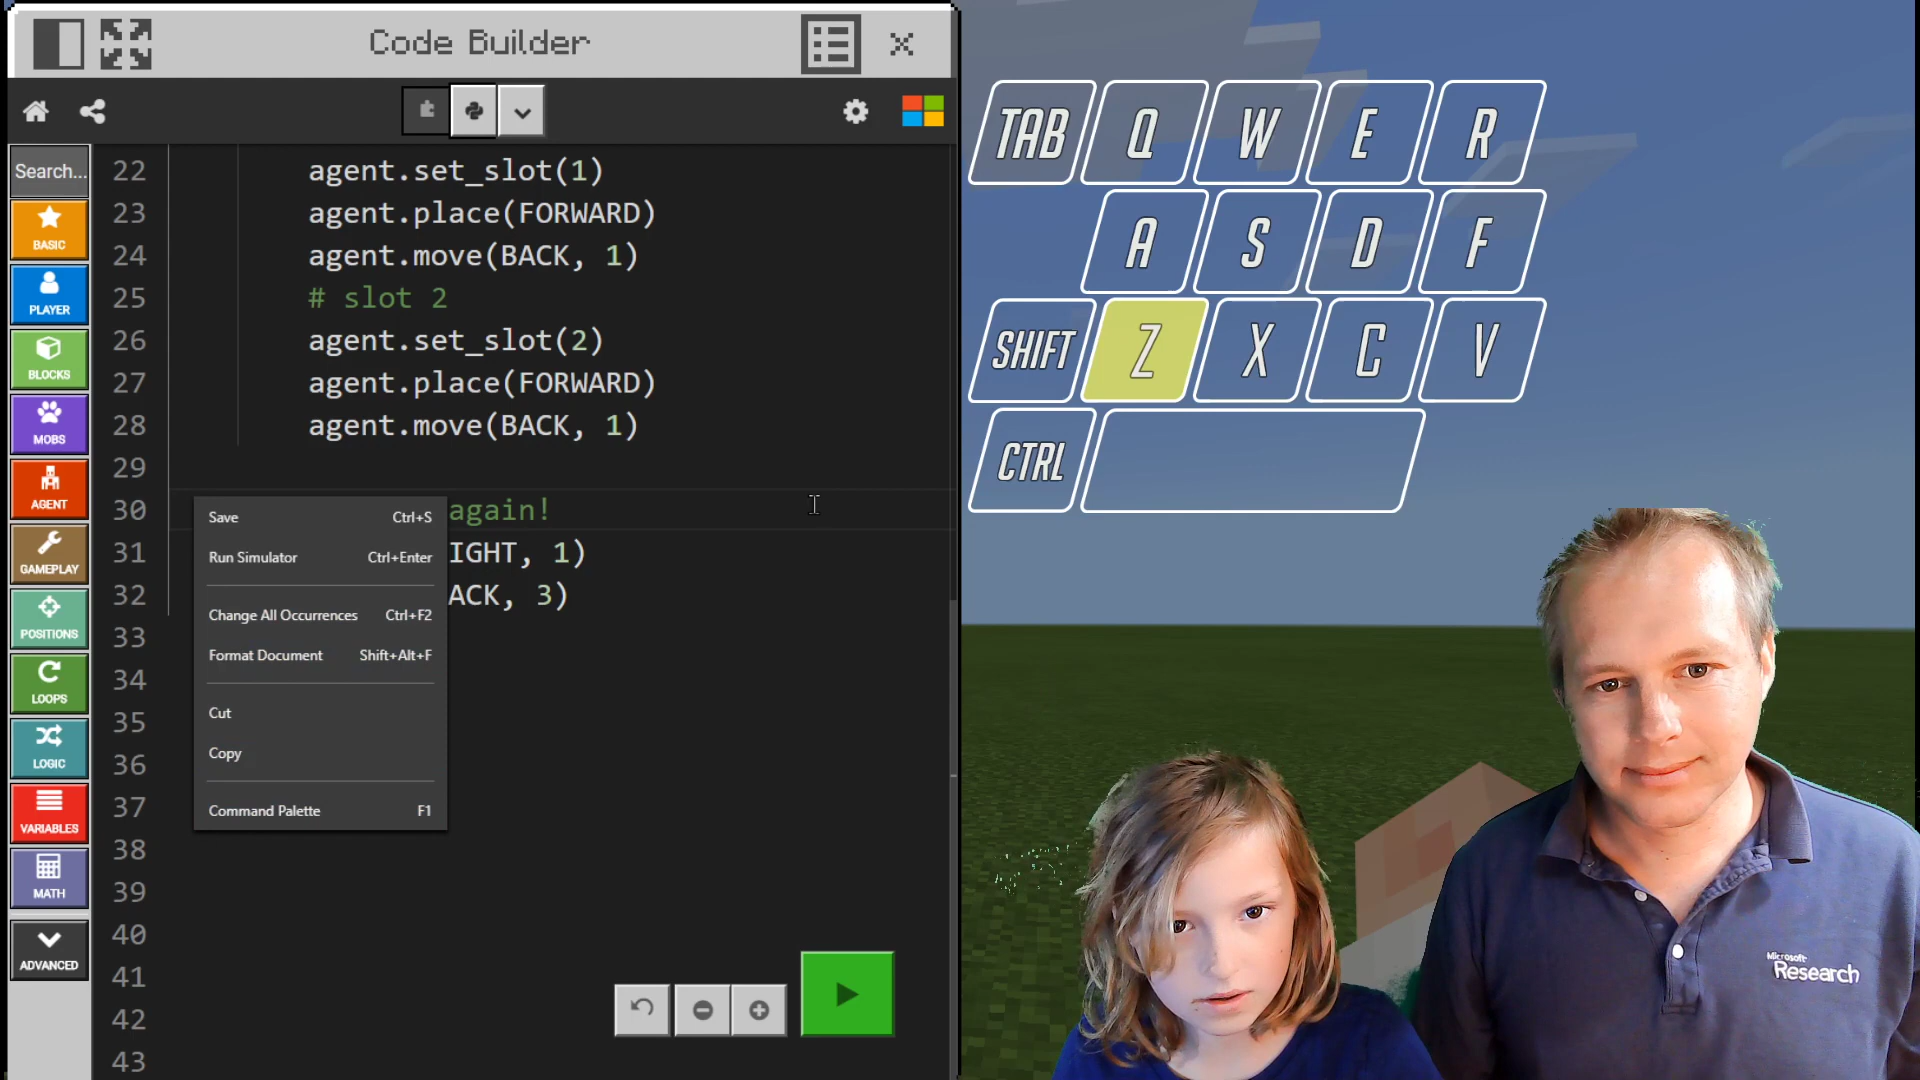 Code Builder
Search...
BASIC
PLAYER
BLOCKS
MOBS
AGENT
GAMEPLAY
POSITIONS
LOOPS
LOGIC
VARIABLES
MATH
ADVANCED
22 agent.set_slot(1)
23 agent.place(FORWARD)
24 agent.move(BACK, 1)
25 # slot 2
26 agent.set_slot(2)
27 agent.place(FORWARD)
28 agent.move(BACK, 1)
29
30 again!
31 IGHT, 1)
32 ACK, 3)
33
34
35
36
37
38
39
40
41
42
43
Save Ctrl+S
Run Simulator Ctrl+Enter
Change All Occurrences Ctrl+F2
Format Document Shift+Alt+F
Cut
Copy
Command Palette F1
TAB Q W E R
A S D F
SHIFT Z X C V
CTRL
Microsoft
Research